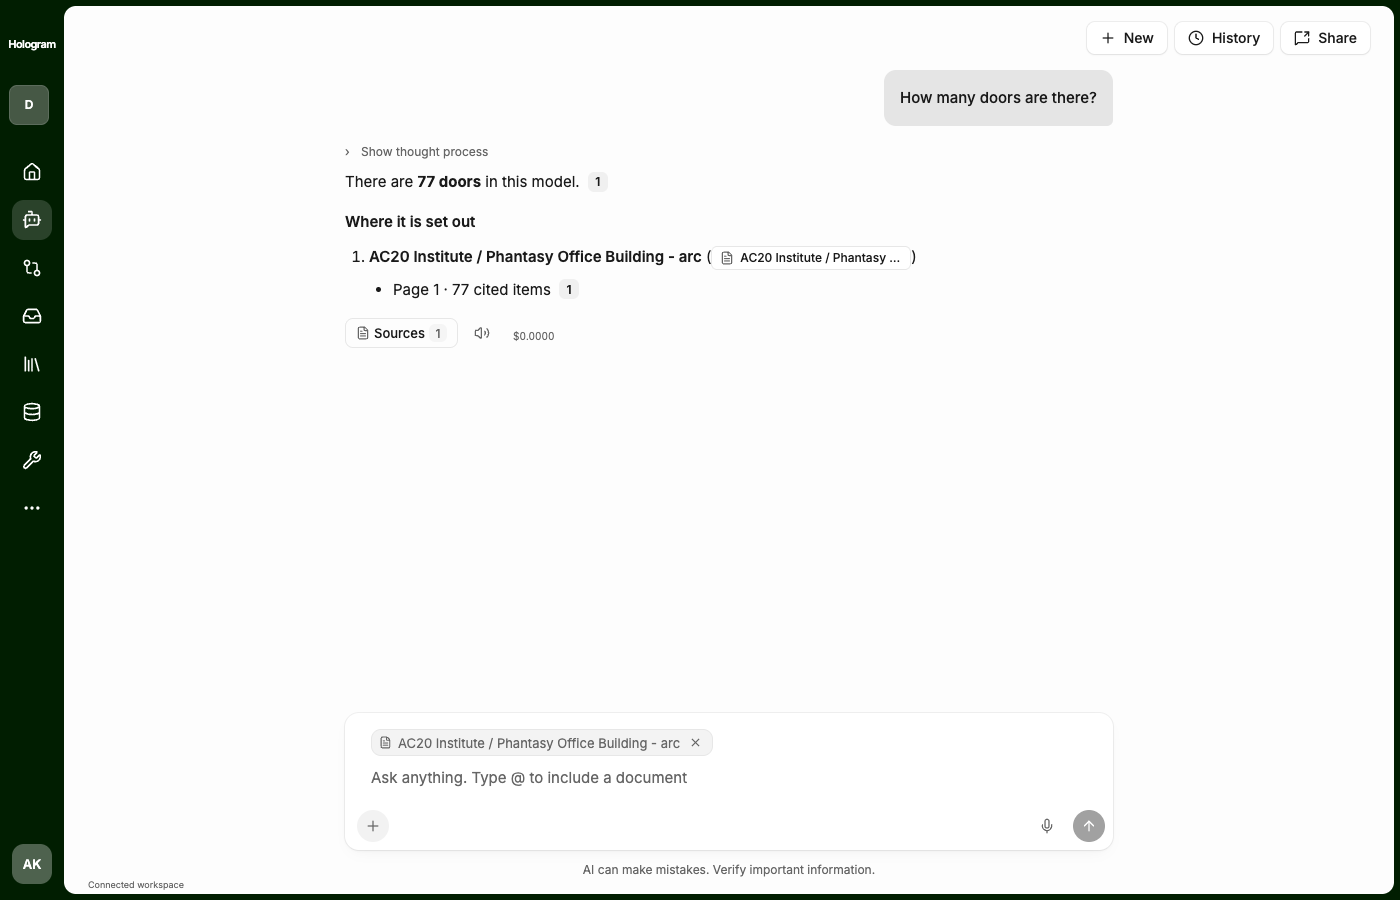 Hologram
D
New
History
Share
How many doors are there?
Show thought process
There are 77 doors in this model. 1
Where it is set out
1. AC20 Institute / Phantasy Office Building - arc (AC20 Institute / Phantasy ...)
• Page 1 · 77 cited items 1
Sources 1
$0.0000
AC20 Institute / Phantasy Office Building - arc
Ask anything. Type @ to include a document
AK
AI can make mistakes. Verify important information.
Connected workspace